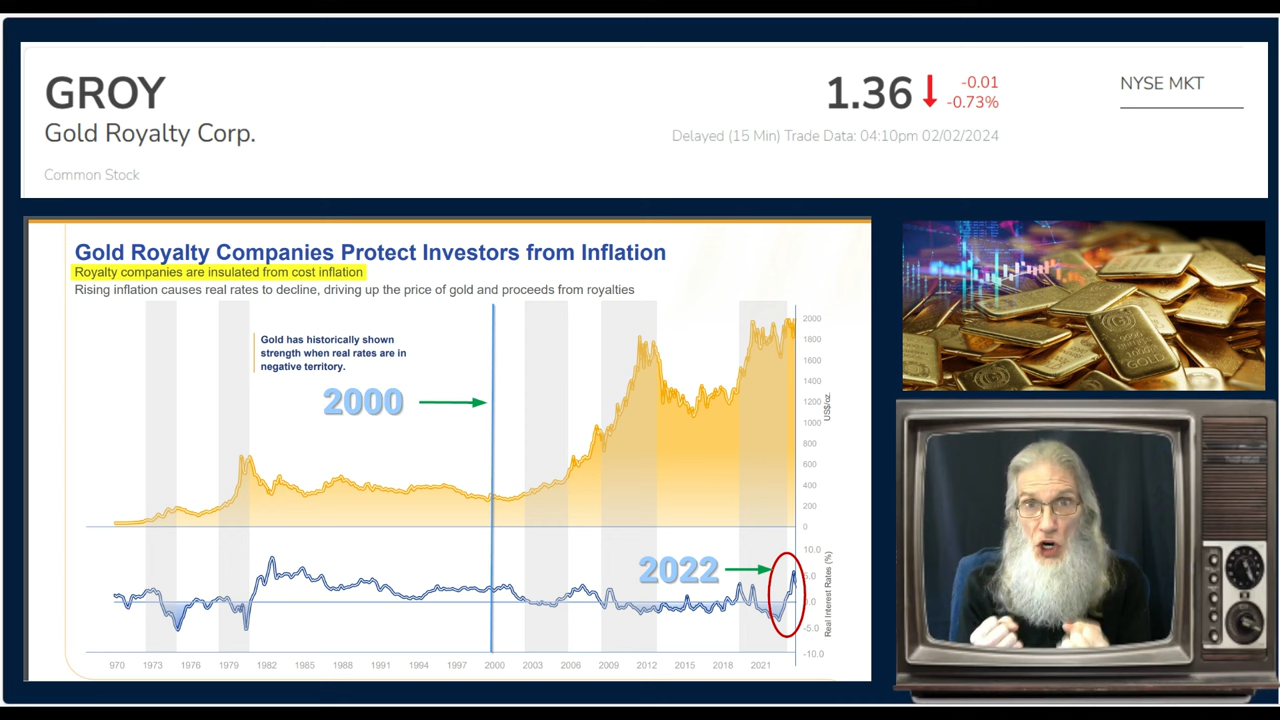 GROY
Gold Royalty Corp.
Common Stock
1.36
-0.01
-0.73%
Delayed (15 Min) Trade Data: 04:10pm 02/02/2024
NYSE MKT
Gold Royalty Companies Protect Investors from Inflation
Royalty companies are insulated from cost inflation
Rising inflation causes real rates to decline, driving up the price of gold and proceeds from royalties
Gold has historically shown
strength when real rates are in
negative territory.
2000
2000
1800
1600
1400
1200
1000
800
600
400
200
0
US$/oz.
2022
10.0
5.0
0.0
-5.0
-10.0
Real Interest Rates (%)
970 1973 1976 1979 1982 1985 1988 1991 1994 1997 2000 2003 2006 2009 2012 2015 2018 2021
GOLD